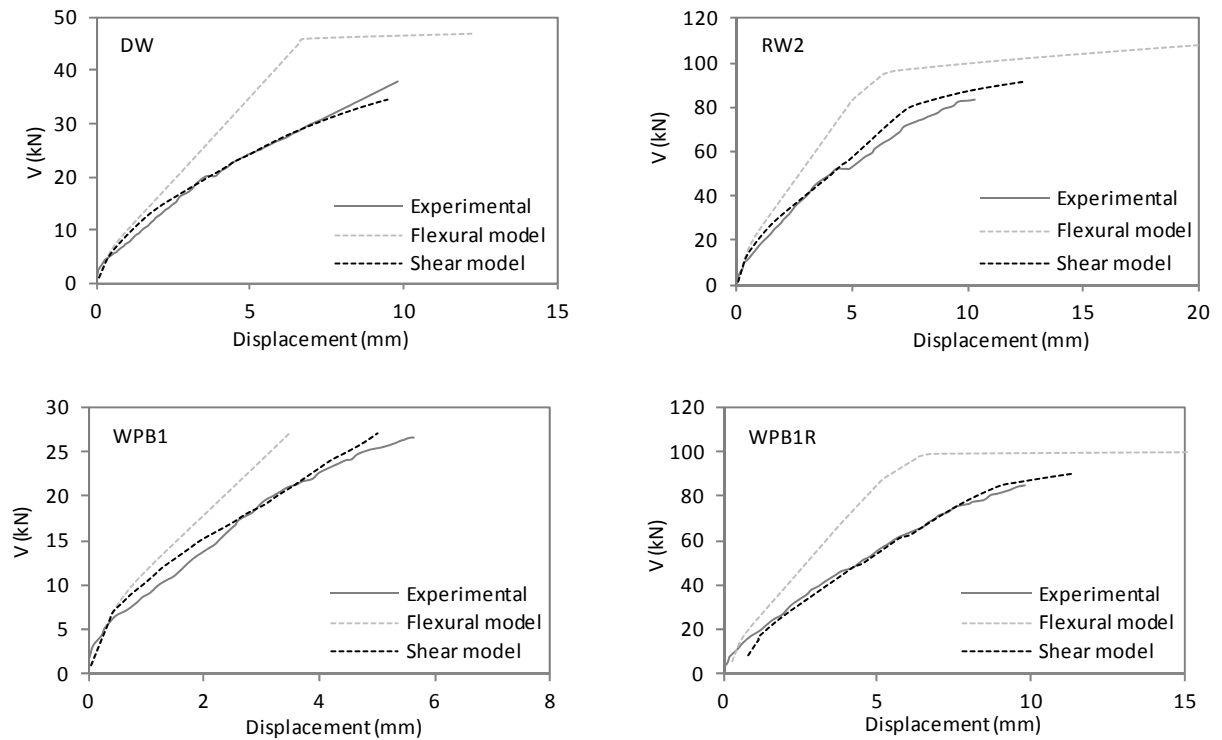 DW
50
40
30
20
10
0
V (kN)
0 5 10 15
Displacement (mm)
Experimental
Flexural model
Shear model
RW2
120
100
80
60
40
20
0
V (kN)
0 5 10 15 20
Displacement (mm)
Experimental
Flexural model
Shear model
WPB1
30
25
20
15
10
5
0
V (kN)
0 2 4 6 8
Displacement (mm)
Experimental
Flexural model
Shear model
WPB1R
120
100
80
60
40
20
0
V (kN)
0 5 10 15
Displacement (mm)
Experimental
Flexural model
Shear model